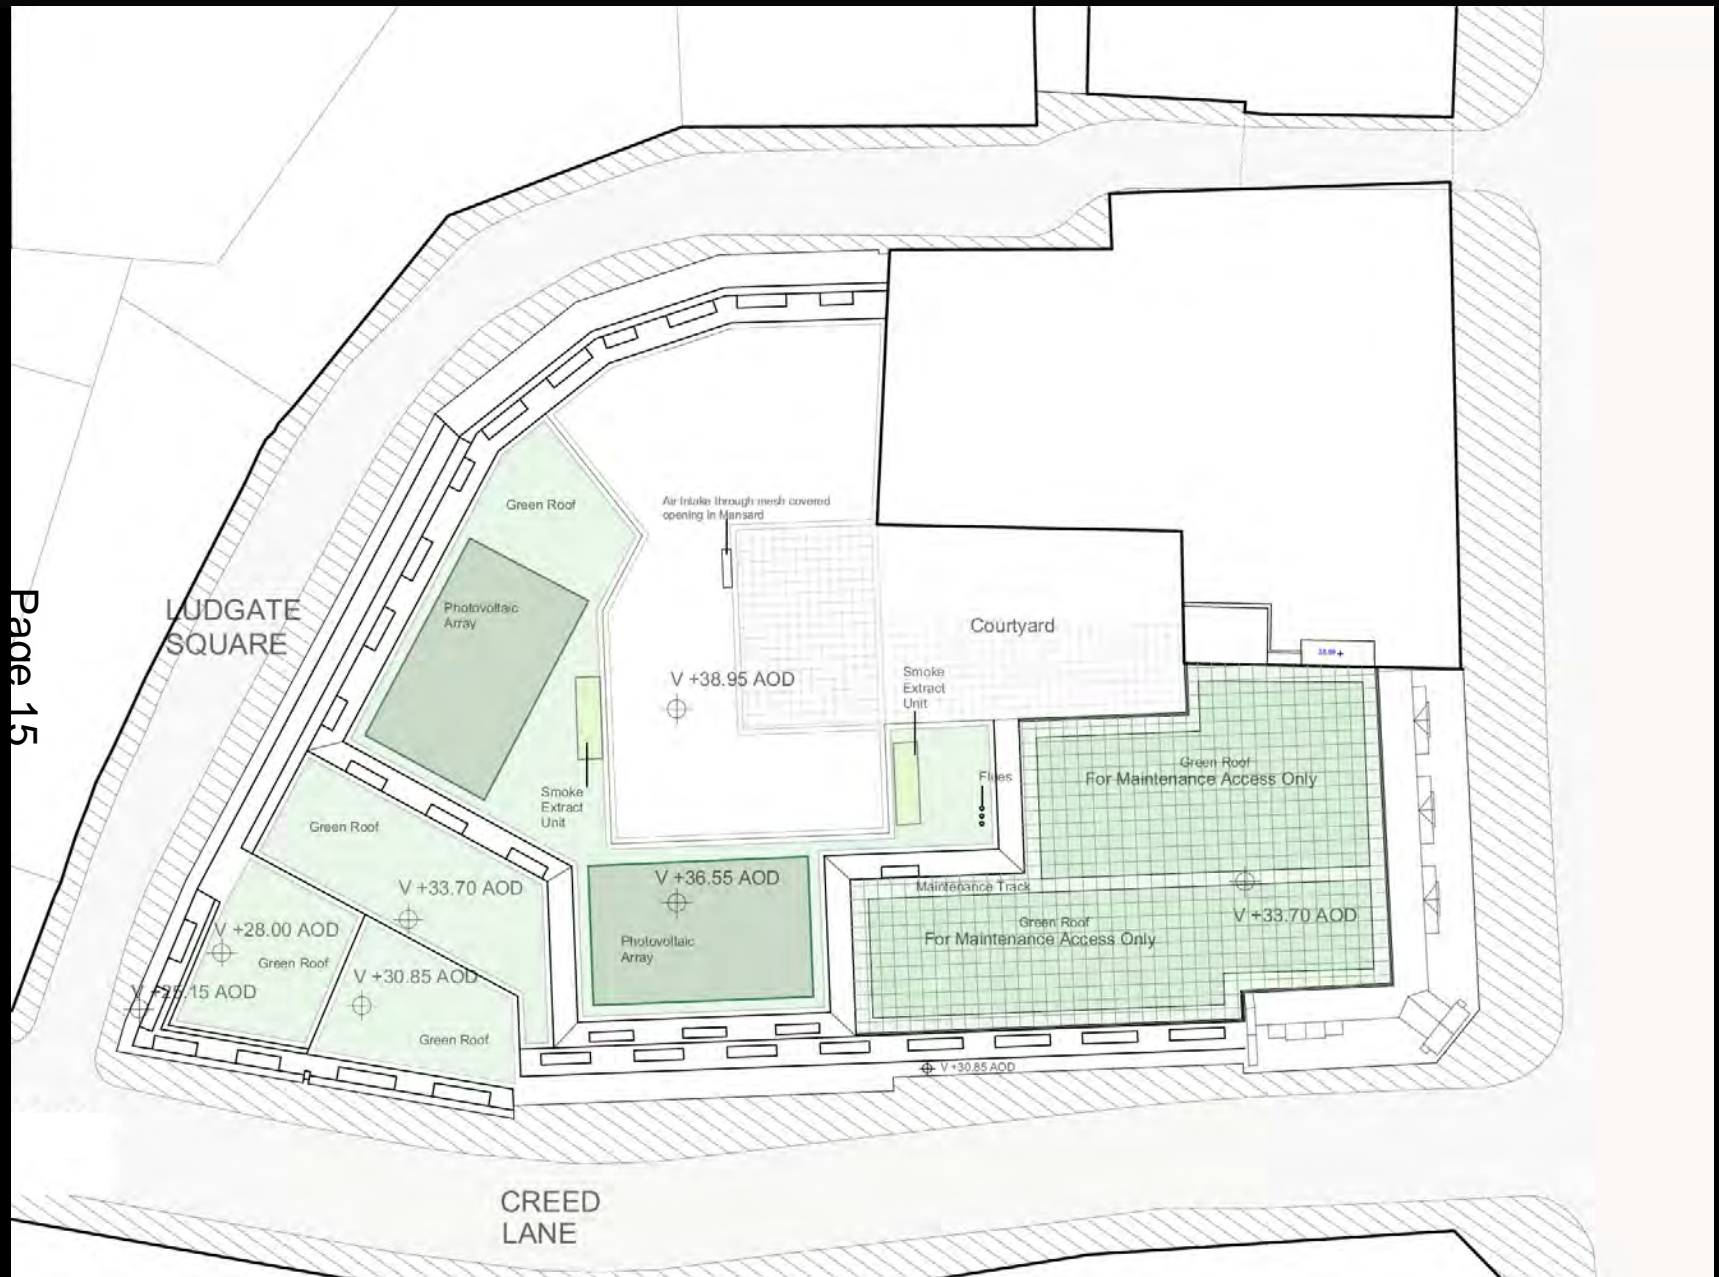 Green Roof
Air Intake through mesh covered
opening in Mansard
Photovoltaic
Array
LUDGATE
SQUARE
Page 15
Courtyard
V +38.95 AOD
Smoke
Extract
Unit
Green Roof
For Maintenance Access Only
Flues
Smoke
Extract
Unit
Green Roof
V +33.70 AOD
V +36.55 AOD
Maintenance Track
Green Roof
For Maintenance Access Only
V +33.70 AOD
V +28.00 AOD
Green Roof
Photovoltaic
Array
V +30.85 AOD
AOD
Green Roof
V +30.85 AOD
CREED
LANE